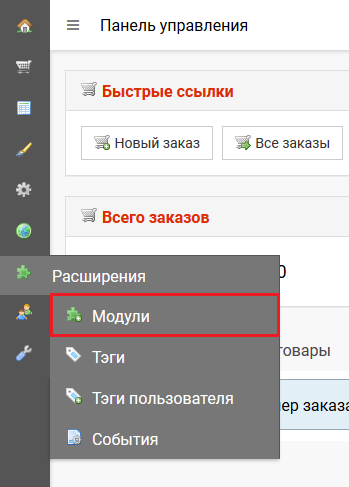 Панель управления
Быстрые ссылки
Новый заказ
Все заказы
Всего заказов
0
Расширения
Модули
товары
Тэги
Тэги пользователя
заказа
События